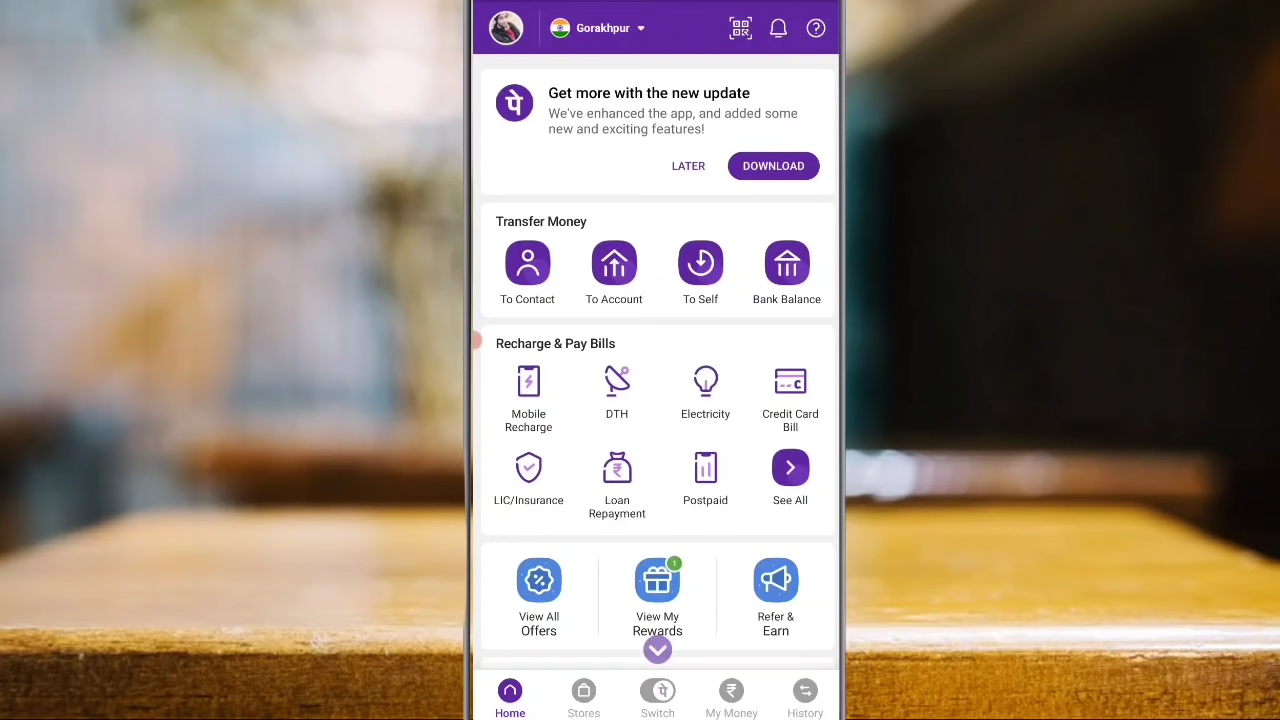 Gorakhpur
पे
Get more with the new update
We've enhanced the app, and added some
new and exciting features!
LATER
DOWNLOAD
Transfer Money
To Contact
To Account
To Self
Bank Balance
Recharge & Pay Bills
Mobile
Recharge
DTH
Electricity
Credit Card
Bill
LIC/Insurance
Loan
Repayment
Postpaid
See All
1
View All
Offers
View My
Rewards
Refer &
Earn
पे
Home
Stores
Switch
My Money
History